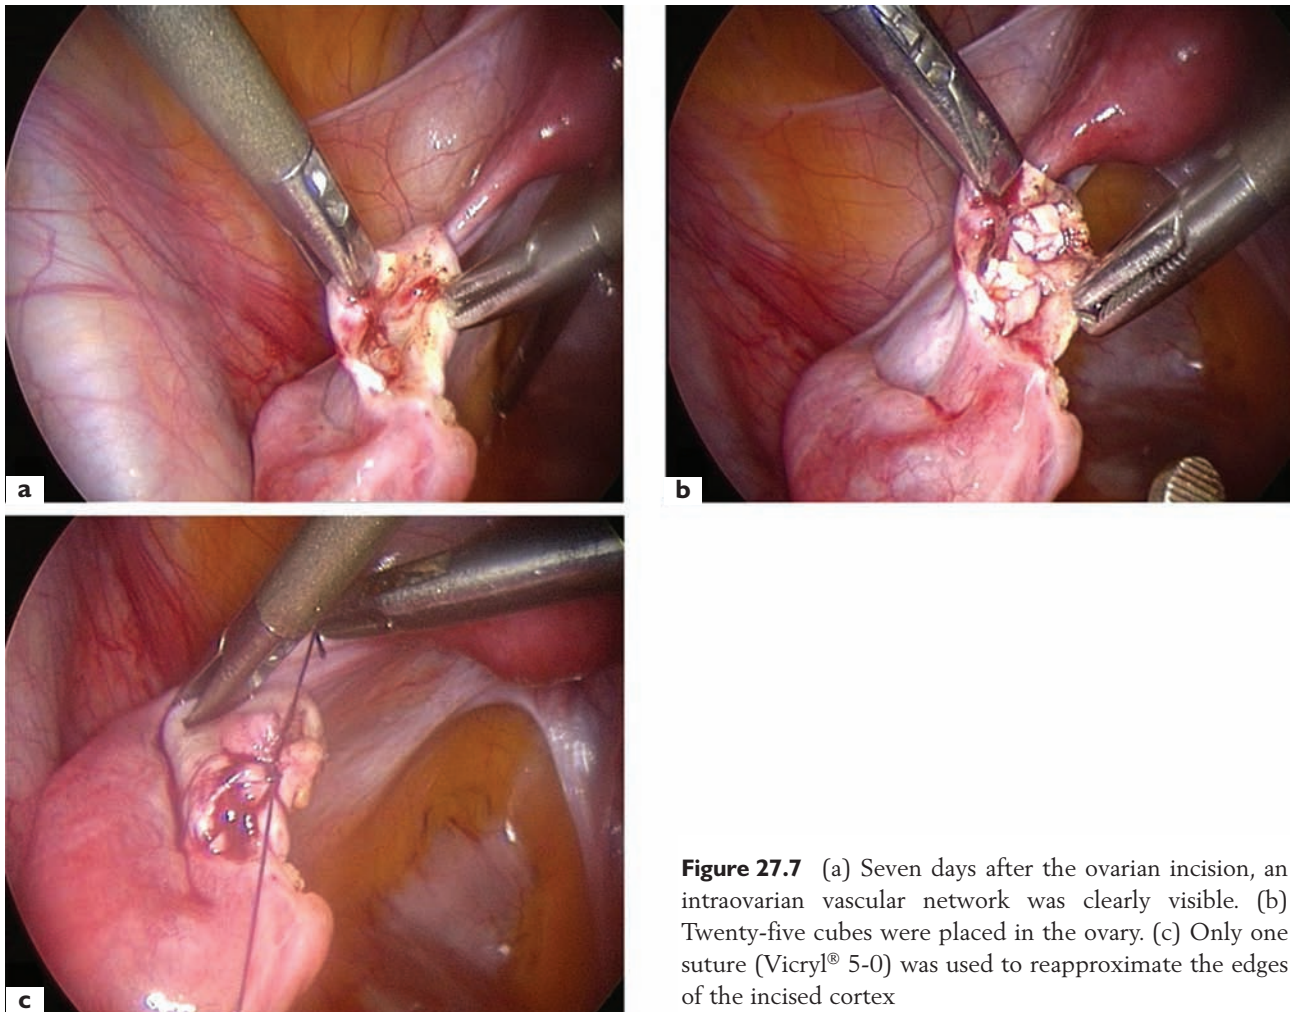 a
b
c
Figure 27.7 (a) Seven days after the ovarian incision, an
intraovarian vascular network was clearly visible. (b)
Twenty-five cubes were placed in the ovary. (c) Only one
suture (Vicryl® 5-0) was used to reapproximate the edges
of the incised cortex